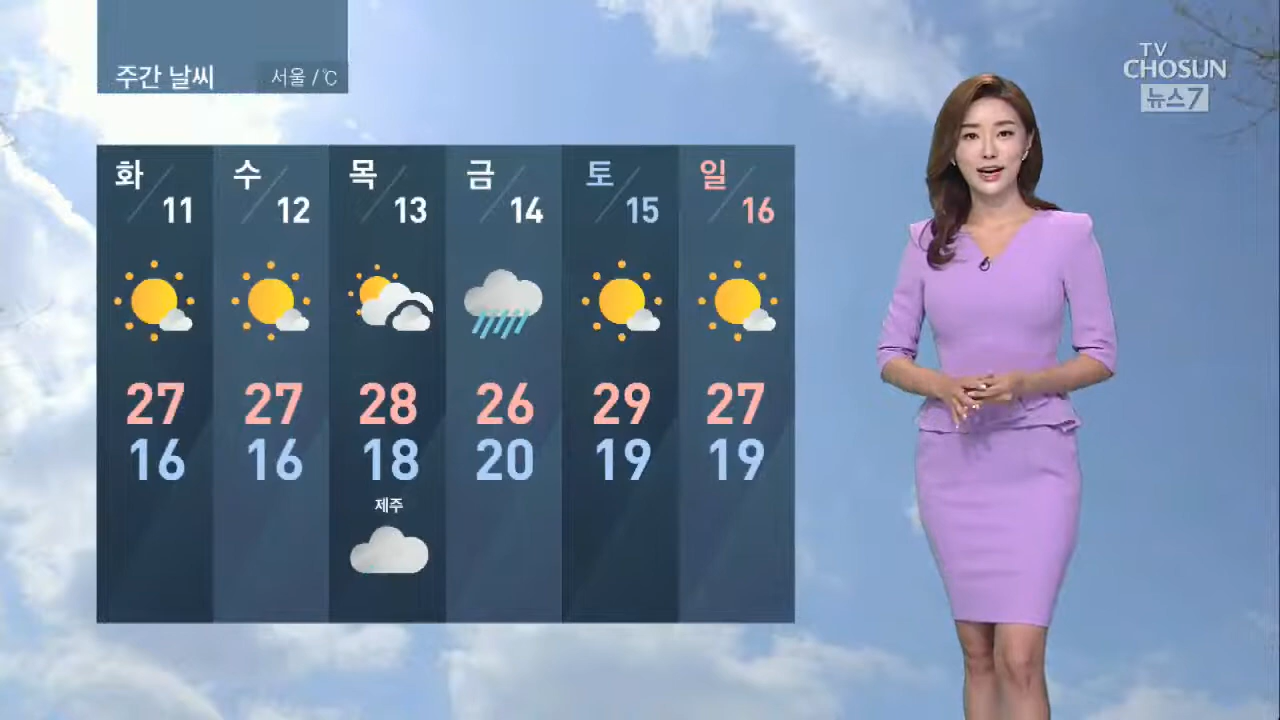 주간 날씨 서울 / ℃
TV
CHOSUN
뉴스7
화 / 11
수 / 12
목 / 13
금 / 14
토 / 15
일 / 16
27 27 28 26 29 27
16 16 18 20 19 19
제주